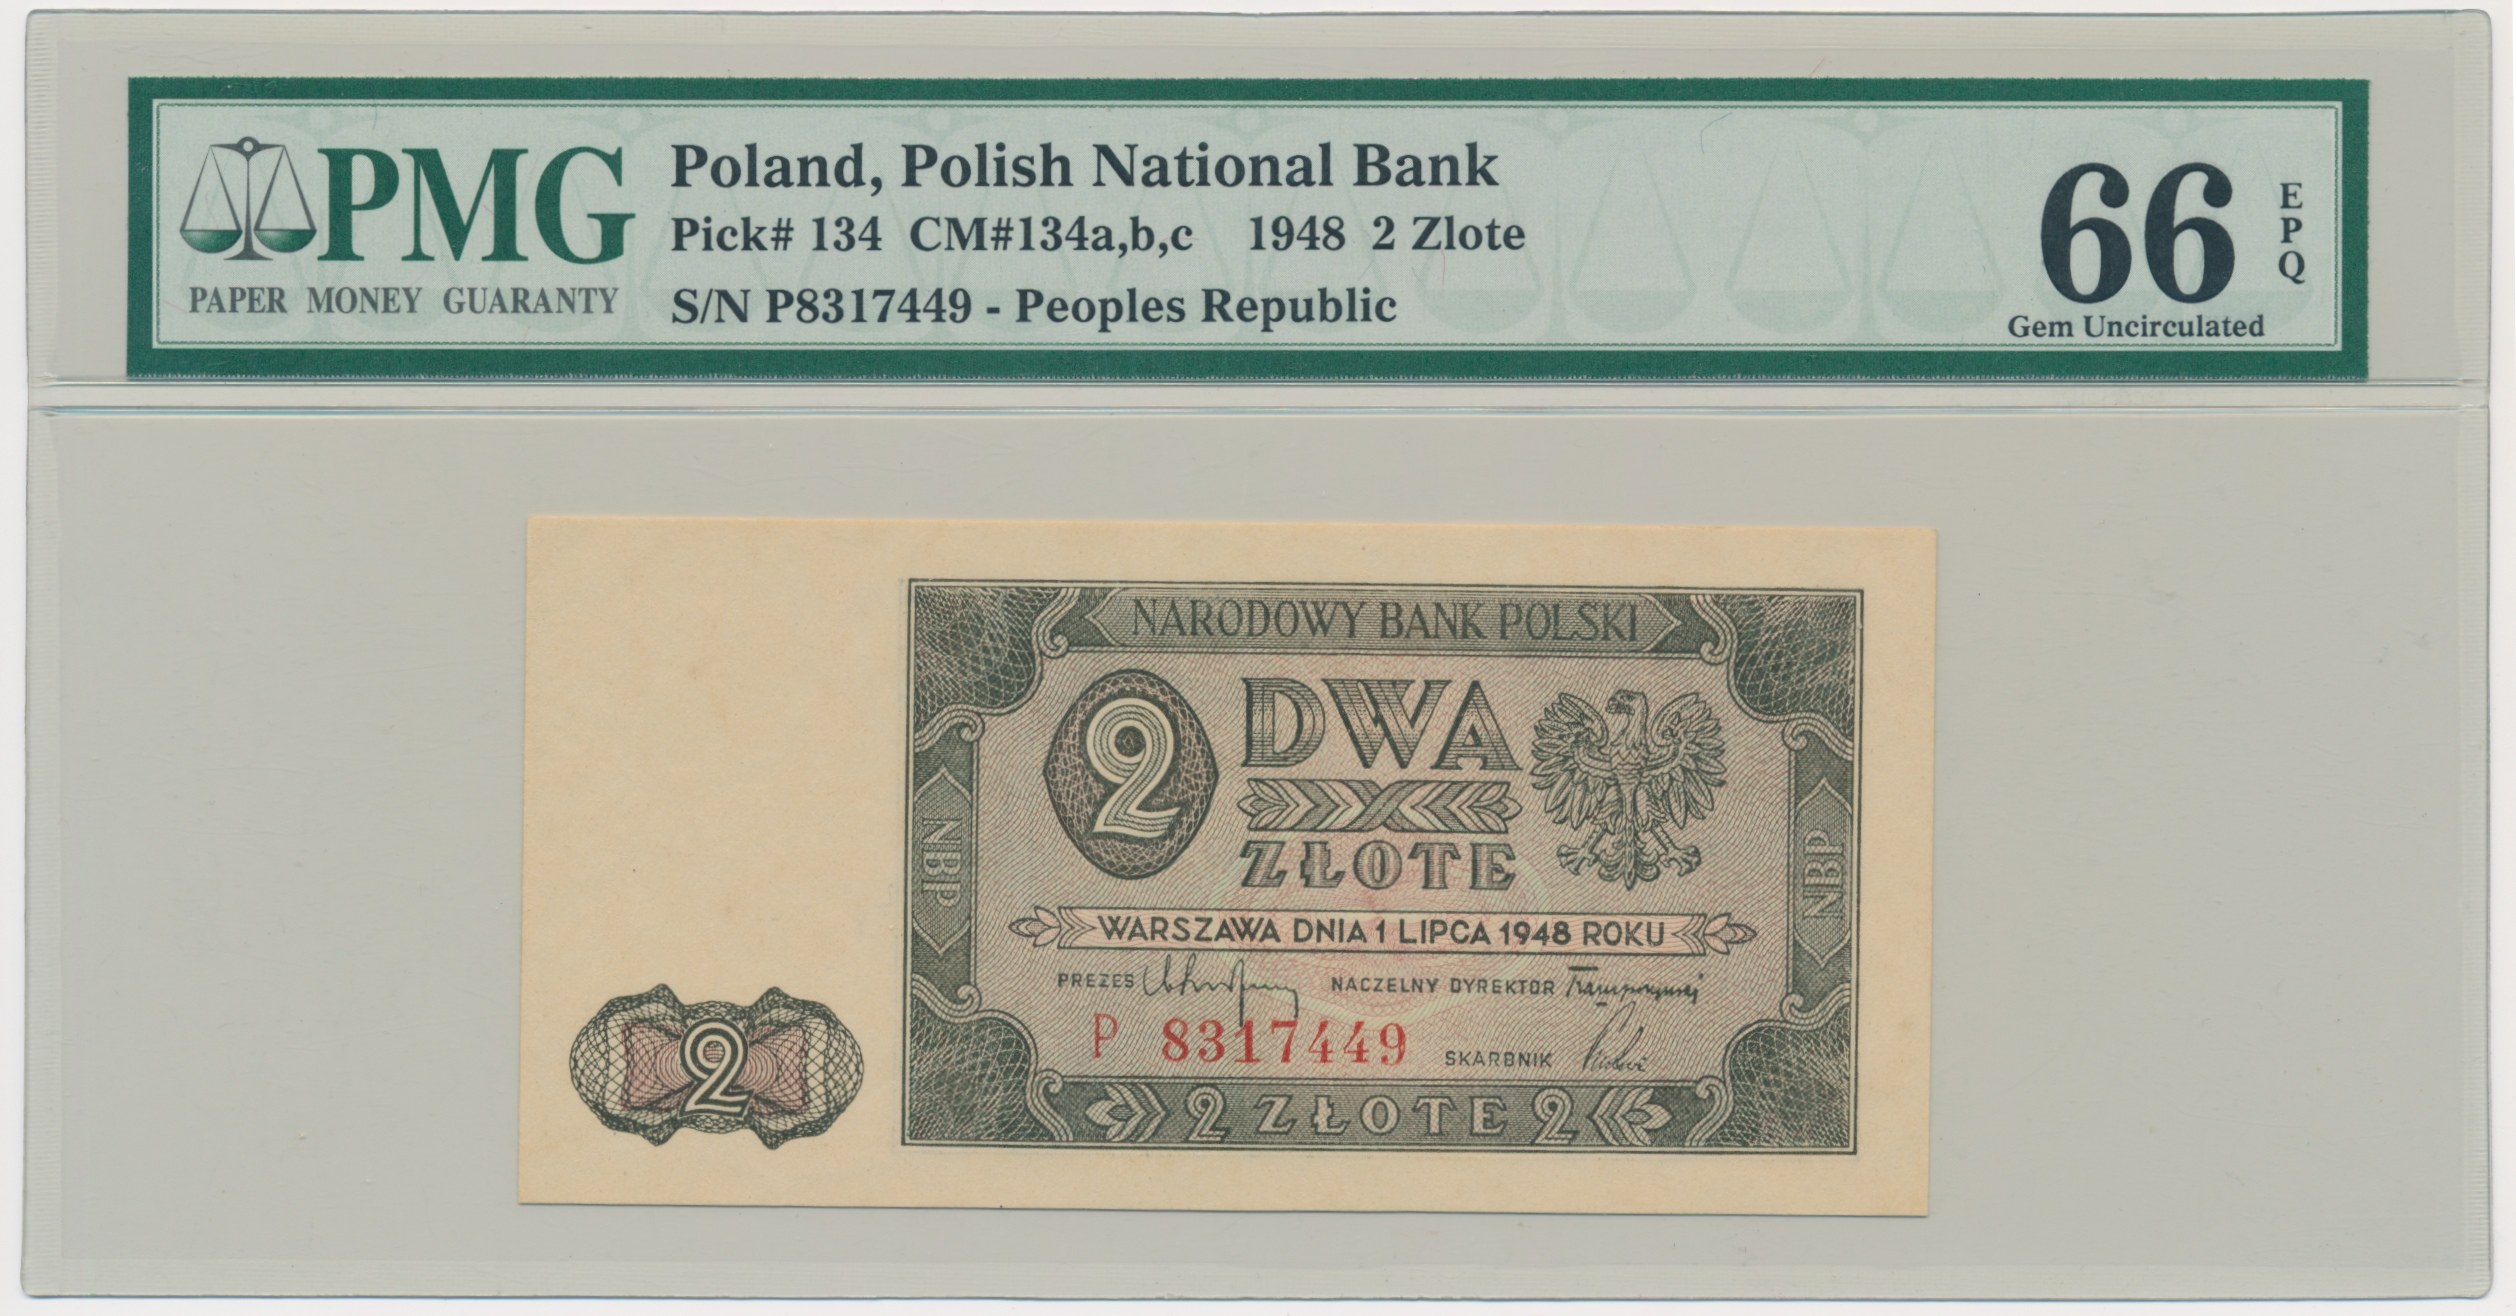 PMG
PAPER MONEY GUARANTY
Poland, Polish National Bank
Pick# 134 CM#134a,b,c 1948 2 Zlote
S/N P8317449 - Peoples Republic
66
EPQ
Gem Uncirculated
NARODOWY BANK POLSKI
2
DWA
ZŁOTE
NBP
NBP
WARSZAWA DNIA 1 LIPCA 1948 ROKU
PREZES
NACZELNY DYREKTOR
P 8317449
SKARBNIK
2
2 ZŁOTE 2